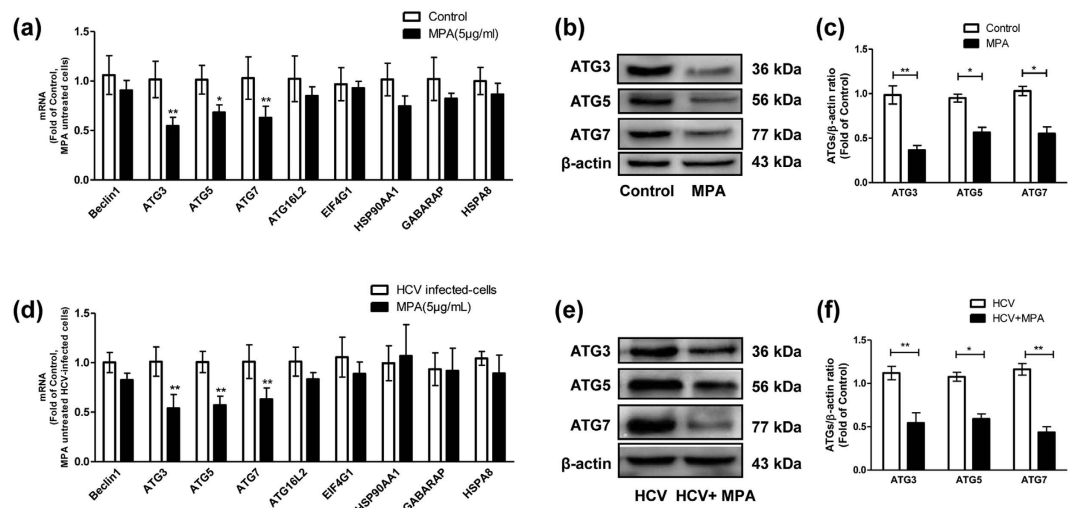 (a)
Control
MPA(5μg/ml)
mRNA
(Fold of Control,
MPA untreated cells)
1.5
1.0
0.5
0.0
Beclin1
ATG3
ATG5
ATG7
ATG16L2
EIF4G1
HSP90AA1
GABARAP
HSPA8
**
*
**
(b)
ATG3 36 kDa
ATG5 56 kDa
ATG7 77 kDa
β-actin 43 kDa
Control MPA
(c)
Control
MPA
ATGs/β-actin ratio
(Fold of Control)
1.5
1.0
0.5
0.0
** * *
ATG3 ATG5 ATG7
(d)
HCV infected-cells
MPA(5μg/mL)
mRNA
(Fold of Control,
MPA untreated HCV-infected cells)
1.5
1.0
0.5
0.0
Beclin1
ATG3
ATG5
ATG7
ATG16L2
EIF4G1
HSP90AA1
GABARAP
HSPA8
**
**
**
(e)
ATG3 36 kDa
ATG5 56 kDa
ATG7 77 kDa
β-actin 43 kDa
HCV HCV+ MPA
(f)
HCV
HCV+MPA
ATGs/β-actin ratio
(Fold of Control)
1.5
1.0
0.5
0.0
** * **
ATG3 ATG5 ATG7